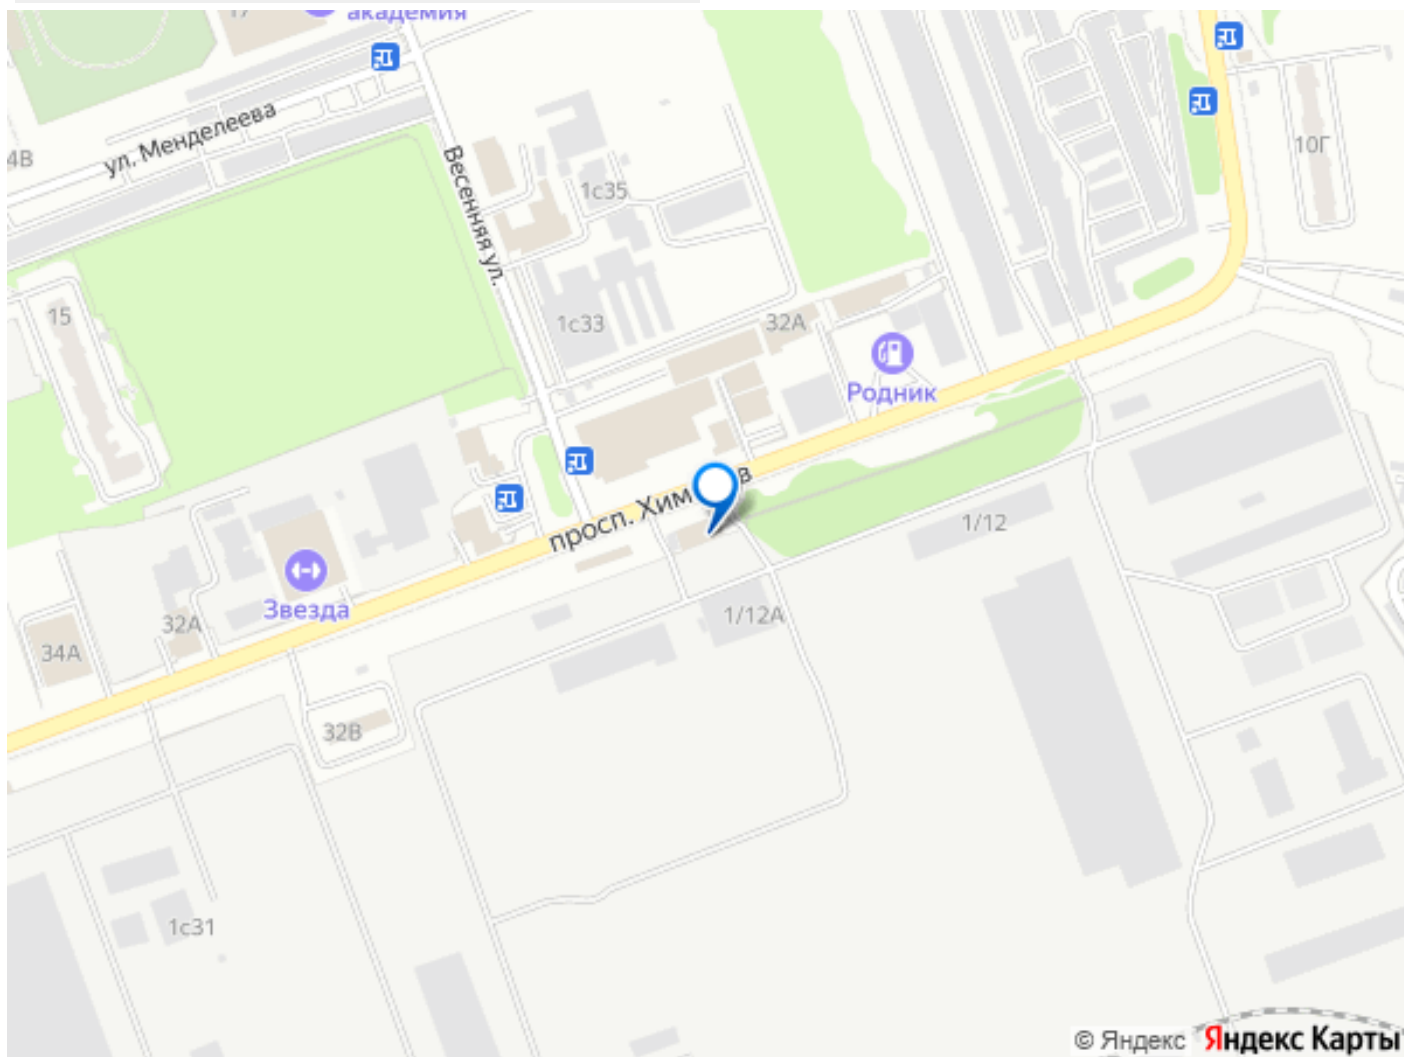 академия
17
ул. Менделеева
4В
Весенняя ул.
1с35
10Г
15
1с33
32А
Родник
просп. Хим в
1/12
Звезда
32А
34А
1/12А
32В
1с31
© Яндекс Яндекс Карты